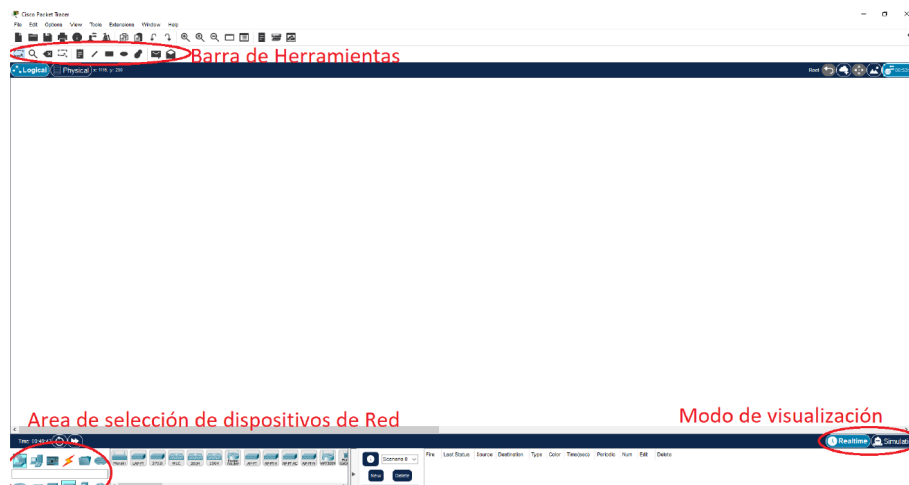 Cisco Packet Tracer
File Edit Options View Tools Extensions Window Help
Barra de Herramientas
Logical Physical
Root
Area de selección de dispositivos de Red
Modo de visualización
Realtime Simulati
Scenario 0
Fire Last Status Source Destination Type Color Time(sec) Periodic Num Edit Delete
New Delete